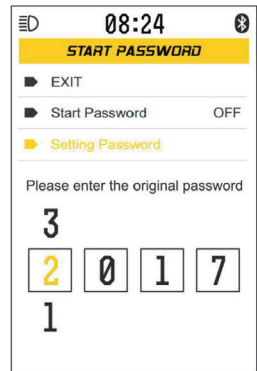 08:24
START PASSWORD
EXIT
Start Password OFF
Setting Password
Please enter the original password
3
2 0 1 7
1